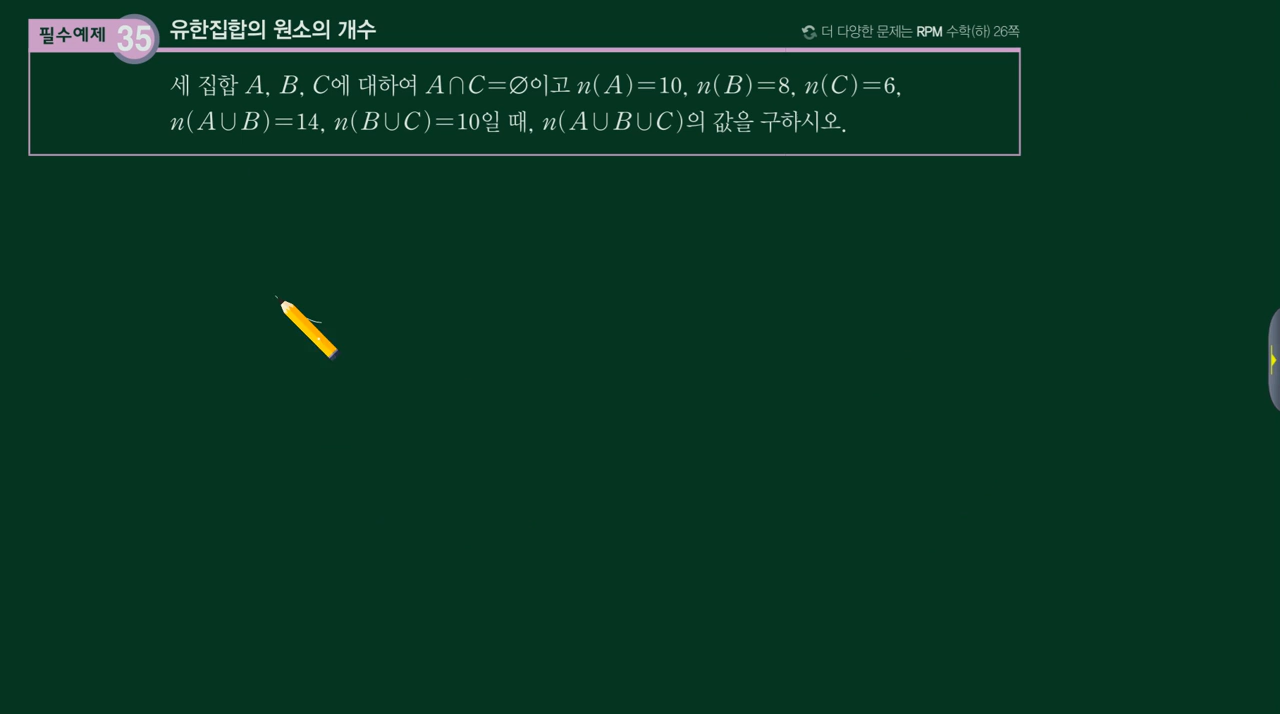 필수예제 35 유한집합의 원소의 개수
더 다양한 문제는 RPM 수학(하) 26쪽
세 집합 A, B, C에 대하여 A∩C=∅이고 n(A)=10, n(B)=8, n(C)=6,
n(A∪B)=14, n(B∪C)=10일 때, n(A∪B∪C)의 값을 구하시오.